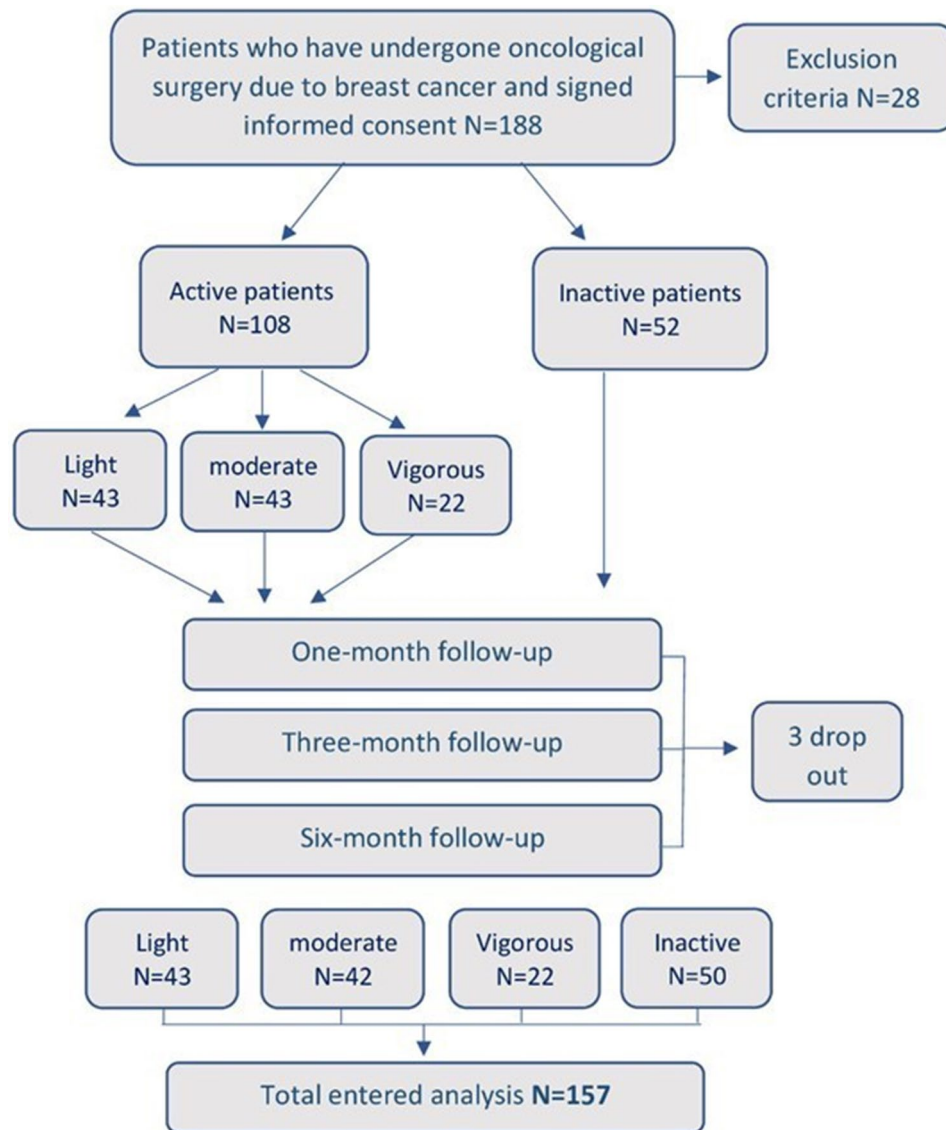 Patients who have undergone oncological
surgery due to breast cancer and signed
informed consent N=188
Exclusion
criteria N=28
Active patients
N=108
Inactive patients
N=52
Light
N=43
moderate
N=43
Vigorous
N=22
One-month follow-up
Three-month follow-up
Six-month follow-up
3 drop
out
Light
N=43
moderate
N=42
Vigorous
N=22
Inactive
N=50
Total entered analysis N=157